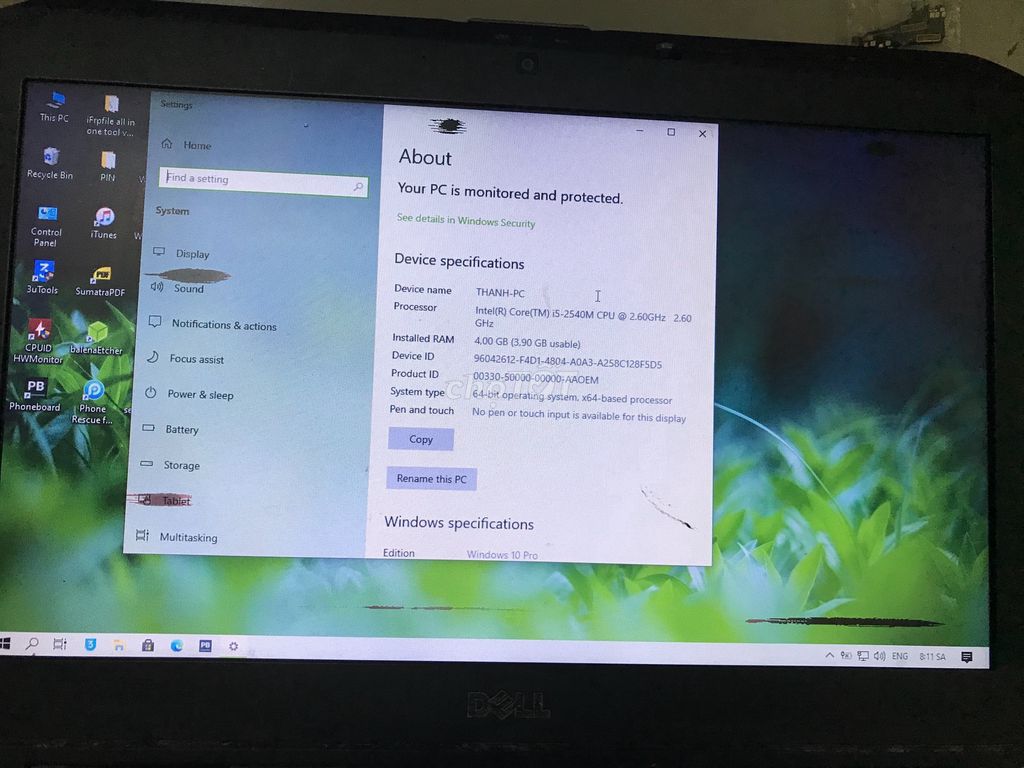 This PC
iFrpfile all in
one tool v...
Recycle Bin
PIN
Control
Panel
iTunes
3uTools
SumatraPDF
CPUID
HWMonitor
balenaEtcher
Phoneboard
Phone
Rescue f...
Settings
Home
Find a setting
System
Display
Sound
Notifications & actions
Focus assist
Power & sleep
Battery
Storage
Tablet
Multitasking
About
Your PC is monitored and protected.
See details in Windows Security
Device specifications
Device name THANH-PC
Processor Intel(R) Core(TM) i5-2540M CPU @ 2.60GHz 2.60
GHz
Installed RAM 4.00 GB (3.90 GB usable)
Device ID 96042612-F4D1-4804-A0A3-A258C128F5D5
Product ID 00330-50000-00000-AAOEM
System type 64-bit operating system, x64-based processor
Pen and touch No pen or touch input is available for this display
Copy
Rename this PC
Windows specifications
Edition Windows 10 Pro
chợTỐT
ENG 8:11 SA
DELL